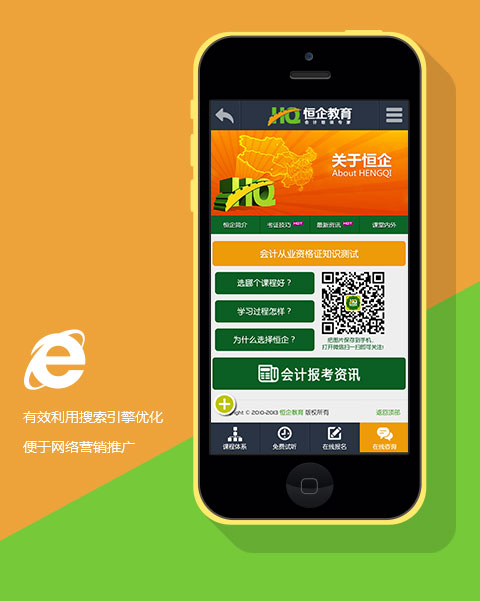 HQ 恒企教育
会计教练专家
HQ
关于恒企
About HENGQI
恒企简介 考证技巧 HOT 最新资讯 HOT 课堂内外
会计从业资格证知识测试
选哪个课程好？
学习过程怎样？
为什么选择恒企？
把图片保存到手机，
打开微信扫一扫即可关注!
会计报考资讯
© 2010-2013 恒企教育 版权所有 返回顶部
课程体系 免费试听 在线报名 在线咨询
有效利用搜索引擎优化
便于网络营销推广